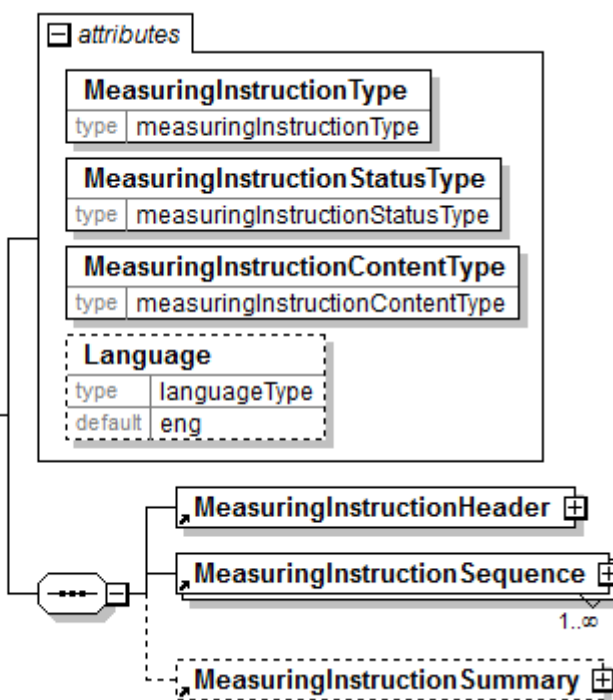 attributes
MeasuringInstructionType
type measuringInstructionType
MeasuringInstructionStatusType
type measuringInstructionStatusType
MeasuringInstructionContentType
type measuringInstructionContentType
Language
type languageType
default eng
MeasuringInstructionHeader
MeasuringInstructionSequence
1..∞
MeasuringInstructionSummary